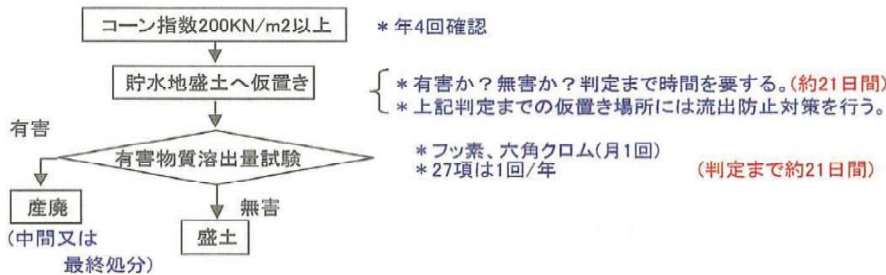 コーン指数200KN/m2以上
*年4回確認
貯水地盛土へ仮置き
*有害か？無害か？判定まで時間を要する。(約21日間)
*上記判定までの仮置き場所には流出防止対策を行う。
有害
有害物質溶出量試験
*フッ素、六角クロム(月1回)
*27項は1回/年 (判定まで約21日間)
産廃
無害
盛土
(中間又は
最終処分)